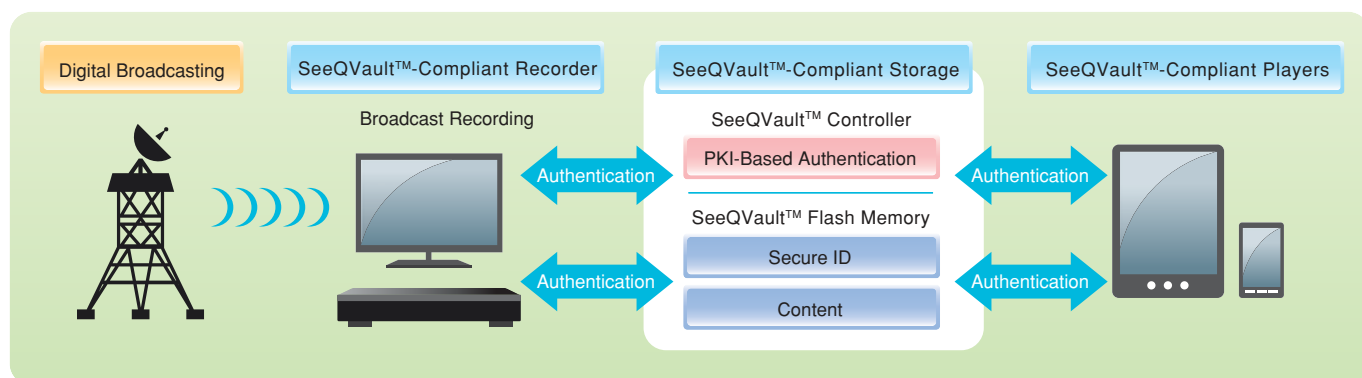 Digital Broadcasting
SeeQVault™-Compliant Recorder
SeeQVault™-Compliant Storage
SeeQVault™-Compliant Players
Broadcast Recording
SeeQVault™ Controller
PKI-Based Authentication
Authentication
Authentication
SeeQVault™ Flash Memory
Secure ID
Authentication
Authentication
Content